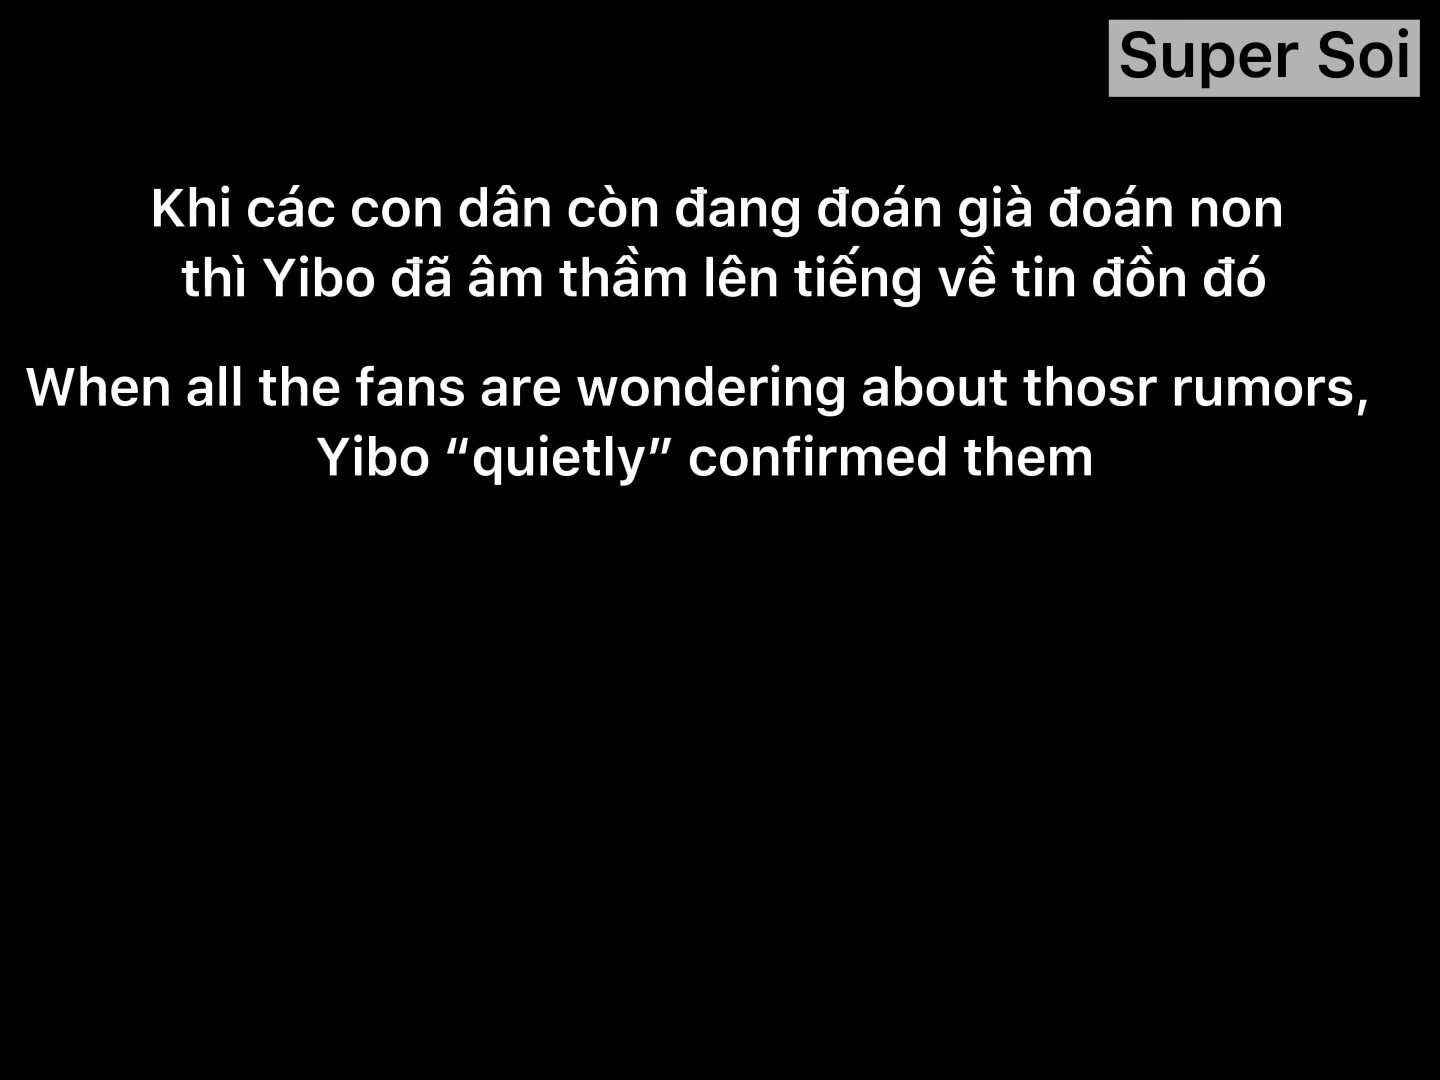 Super Soi
Khi các con dân còn đang đoán già đoán non
thì Yibo đã âm thầm lên tiếng về tin đồn đó
When all the fans are wondering about thosr rumors,
Yibo “quietly” confirmed them